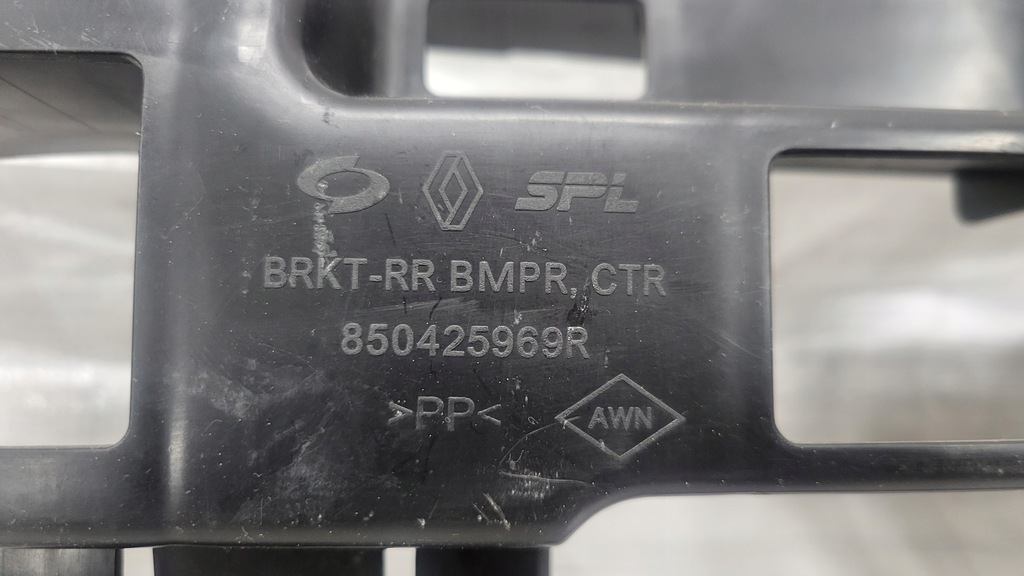 SPL
BRKT-RR BMPR, CTR
850425969R
>PP<
AWN